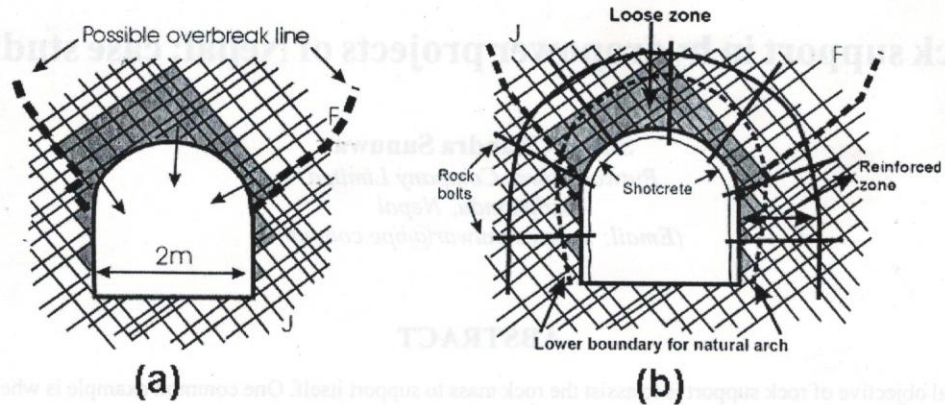 Possible overbreak line
F
2m
J
(a)
Loose zone
J
F
Rock
bolts
Shotcrete
Reinforced
zone
Lower boundary for natural arch
(b)